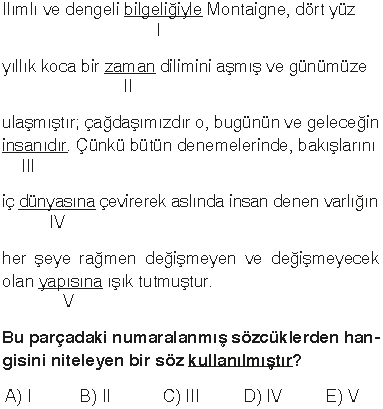 Ilımlı ve dengeli bilgeliğiyle Montaigne, dört yüz
I
yıllık koca bir zaman dilimini aşmış ve günümüze
II
ulaşmıştır; çağdaşımızdır o, bugünün ve geleceğin
insanıdır. Çünkü bütün denemelerinde, bakışlarını
III
iç dünyasına çevirerek aslında insan denen varlığın
IV
her şeye rağmen değişmeyen ve değişmeyecek
olan yapısına ışık tutmuştur.
V
Bu parçadaki numaralanmış sözcüklerden han-
gisini niteleyen bir söz kullanılmıştır?
A) I B) II C) III D) IV E) V